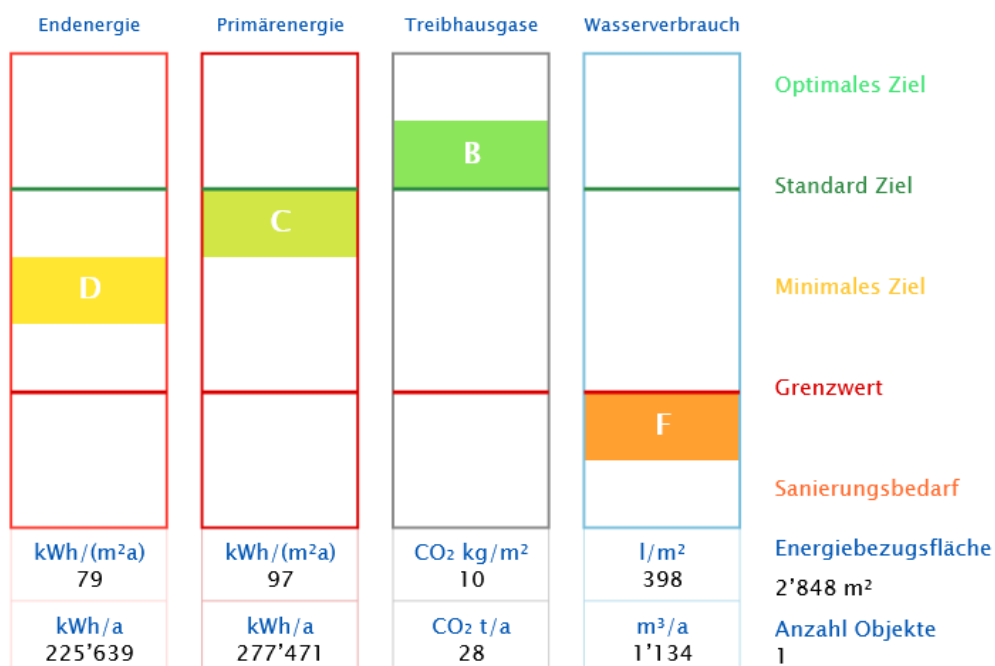 Endenergie Primärenergie Treibhausgase Wasserverbrauch
Optimales Ziel
B
Standard Ziel
C
D
Minimales Ziel
Grenzwert
F
Sanierungsbedarf
kWh/(m²a) kWh/(m²a) CO₂ kg/m² l/m² Energiebezugsfläche
79 97 10 398 2’848 m²
kWh/a kWh/a CO₂ t/a m³/a Anzahl Objekte
225’639 277’471 28 1’134 1